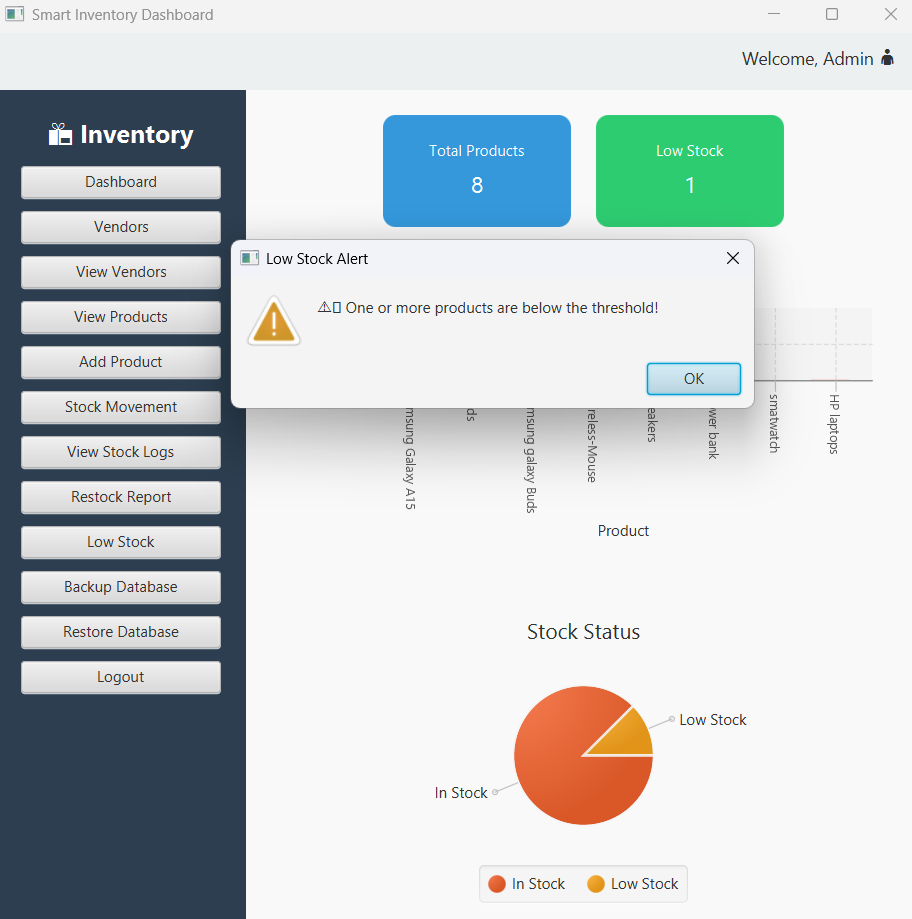 Smart Inventory Dashboard
Welcome, Admin
Inventory
Dashboard
Vendors
View Vendors
View Products
Add Product
Stock Movement
View Stock Logs
Restock Report
Low Stock
Backup Database
Restore Database
Logout
Total Products
8
Low Stock
1
Low Stock Alert
⚠ One or more products are below the threshold!
OK
msung Galaxy A15
ds
msung galaxy Buds
reless-Mouse
eakers
wer bank
smatwatch
HP laptops
Product
Stock Status
Low Stock
In Stock
In Stock
Low Stock